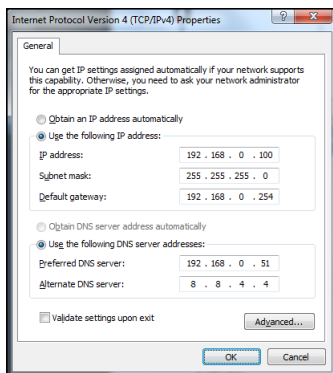 Internet Protocol Version 4 (TCP/IPv4) Properties
General
You can get IP settings assigned automatically if your network supports
this capability. Otherwise, you need to ask your network administrator
for the appropriate IP settings.
Obtain an IP address automatically
Use the following IP address:
IP address: 192 . 168 . 0 . 100
Subnet mask: 255 . 255 . 255 . 0
Default gateway: 192 . 168 . 0 . 254
Obtain DNS server address automatically
Use the following DNS server addresses:
Preferred DNS server: 192 . 168 . 0 . 51
Alternate DNS server: 8 . 8 . 4 . 4
Validate settings upon exit
Advanced...
OK Cancel